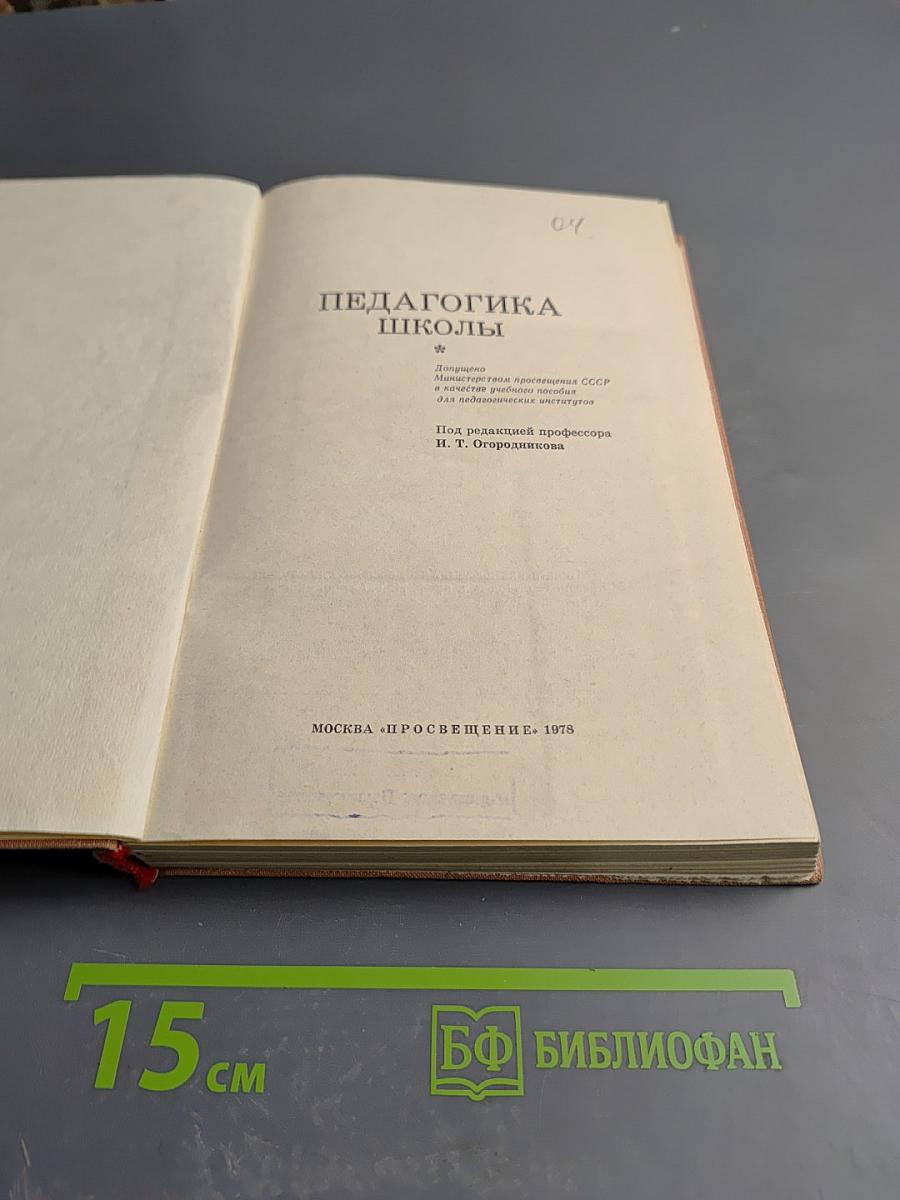 04
ПЕДАГОГИКА
ШКОЛЫ
*
Допущено
Министерством просвещения СССР
в качестве учебного пособия
для педагогических институтов
Под редакцией профессора
И. Т. Огородникова
МОСКВА «ПРОСВЕЩЕНИЕ» 1978
15 см
БФ БИБЛИОФАН